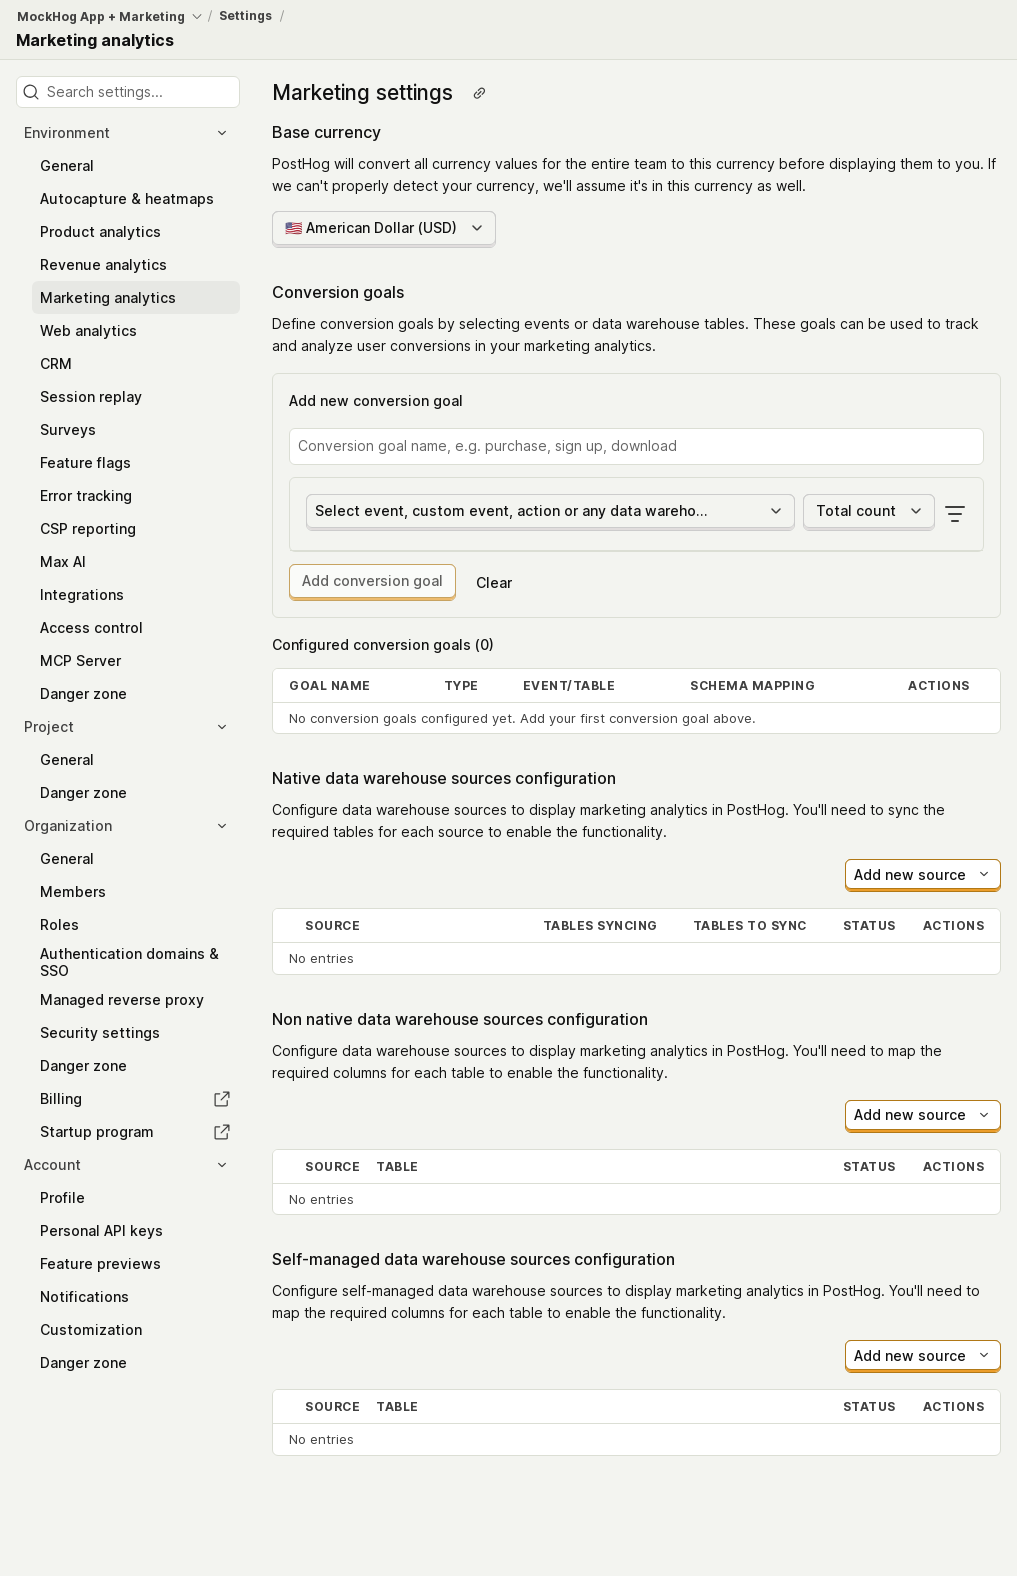 MockHog App + Marketing / Settings /
Marketing analytics
Search settings...
Environment
General
Autocapture & heatmaps
Product analytics
Revenue analytics
Marketing analytics
Web analytics
CRM
Session replay
Surveys
Feature flags
Error tracking
CSP reporting
Max AI
Integrations
Access control
MCP Server
Danger zone
Project
General
Danger zone
Organization
General
Members
Roles
Authentication domains &
SSO
Managed reverse proxy
Security settings
Danger zone
Billing
Startup program
Account
Profile
Personal API keys
Feature previews
Notifications
Customization
Danger zone
Marketing settings
Base currency
PostHog will convert all currency values for the entire team to this currency before displaying them to you. If
we can't properly detect your currency, we'll assume it's in this currency as well.
🇺🇸 American Dollar (USD)
Conversion goals
Define conversion goals by selecting events or data warehouse tables. These goals can be used to track
and analyze user conversions in your marketing analytics.
Add new conversion goal
Conversion goal name, e.g. purchase, sign up, download
Select event, custom event, action or any data wareho... Total count
Add conversion goal Clear
Configured conversion goals (0)
GOAL NAME TYPE EVENT/TABLE SCHEMA MAPPING ACTIONS
No conversion goals configured yet. Add your first conversion goal above.
Native data warehouse sources configuration
Configure data warehouse sources to display marketing analytics in PostHog. You'll need to sync the
required tables for each source to enable the functionality.
Add new source
SOURCE TABLES SYNCING TABLES TO SYNC STATUS ACTIONS
No entries
Non native data warehouse sources configuration
Configure data warehouse sources to display marketing analytics in PostHog. You'll need to map the
required columns for each table to enable the functionality.
Add new source
SOURCE TABLE STATUS ACTIONS
No entries
Self-managed data warehouse sources configuration
Configure self-managed data warehouse sources to display marketing analytics in PostHog. You'll need to
map the required columns for each table to enable the functionality.
Add new source
SOURCE TABLE STATUS ACTIONS
No entries